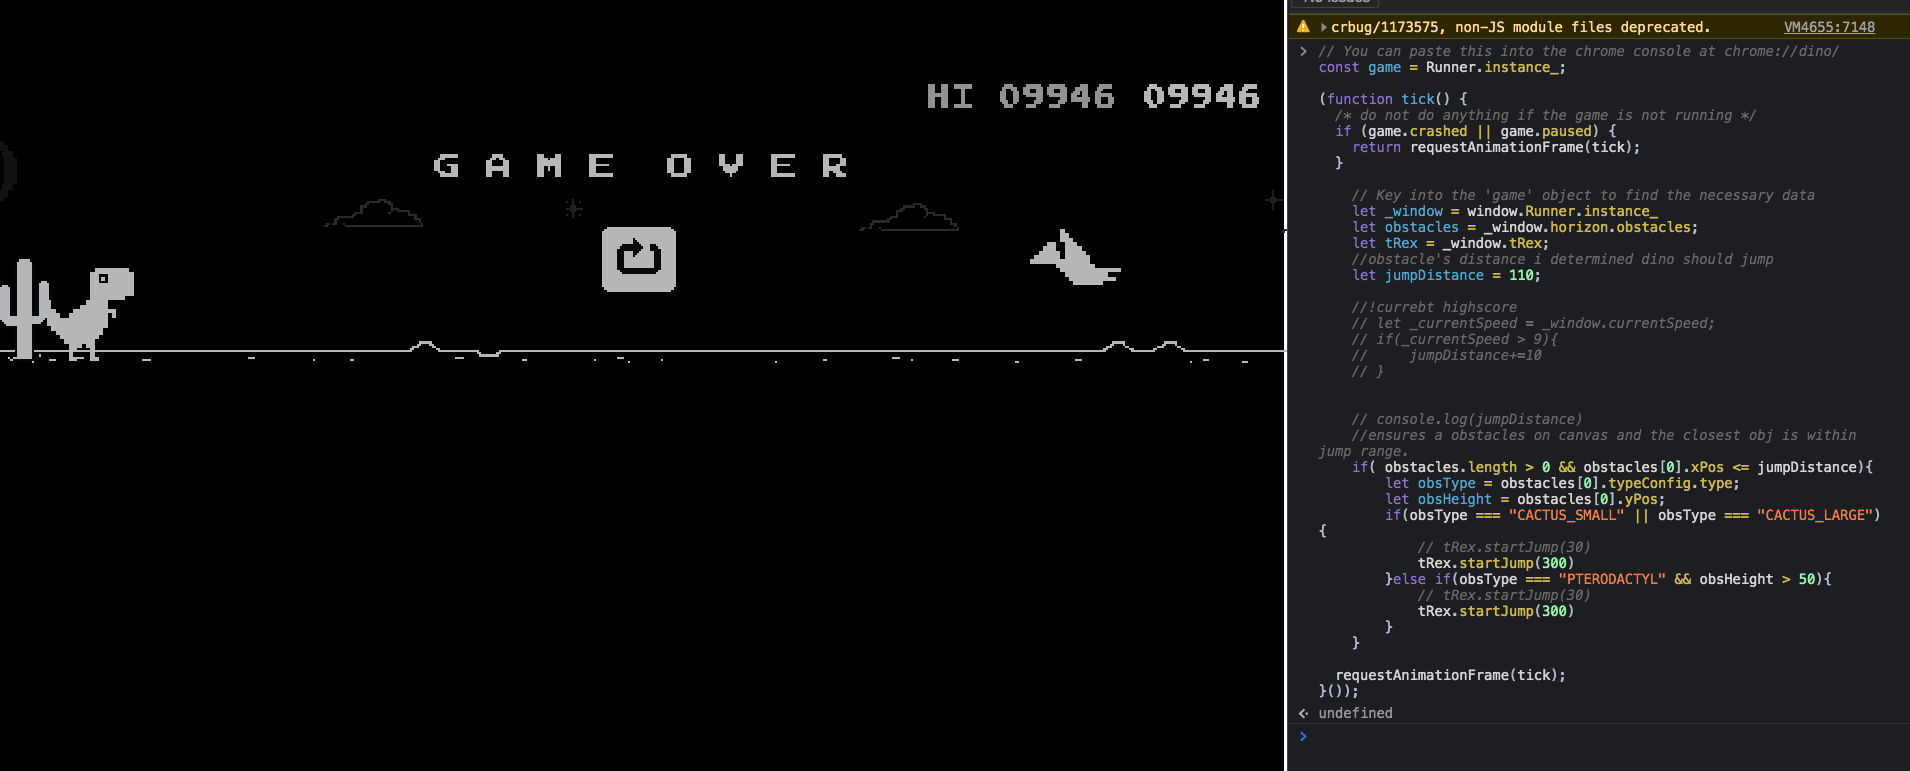 HI 09946 09946
GAME OVER
crbug/1173575, non-JS module files deprecated. VM4655:7148
> // You can paste this into the chrome console at chrome://dino/
const game = Runner.instance_;
(function tick() {
/* do not do anything if the game is not running */
if (game.crashed || game.paused) {
return requestAnimationFrame(tick);
}
// Key into the 'game' object to find the necessary data
let _window = window.Runner.instance_
let obstacles = _window.horizon.obstacles;
let tRex = _window.tRex;
//obstacle's distance i determined dino should jump
let jumpDistance = 110;
//!currebt highscore
// let _currentSpeed = _window.currentSpeed;
// if(_currentSpeed > 9){
// jumpDistance+=10
// }
// console.log(jumpDistance)
//ensures a obstacles on canvas and the closest obj is within
jump range.
if( obstacles.length > 0 && obstacles[0].xPos <= jumpDistance){
let obsType = obstacles[0].typeConfig.type;
let obsHeight = obstacles[0].yPos;
if(obsType === "CACTUS_SMALL" || obsType === "CACTUS_LARGE")
{
// tRex.startJump(30)
tRex.startJump(300)
}else if(obsType === "PTERODACTYL" && obsHeight > 50){
// tRex.startJump(30)
tRex.startJump(300)
}
}
requestAnimationFrame(tick);
}());
undefined
>